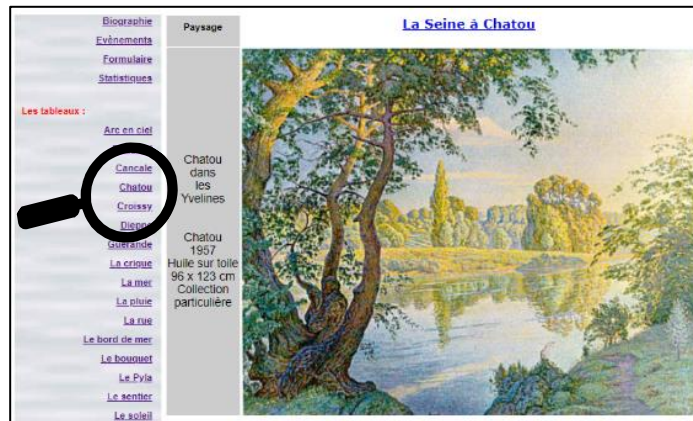 Biographie
Evènements
Formulaire
Statistiques
Les tableaux :
Arc en ciel
Cancale
Chatou
Croissy
Dieppe
Guérande
La crique
La mer
La pluie
La rue
Le bord de mer
Le bouquet
Le Pyla
Le sentier
Le soleil
Paysage
Chatou
dans
les
Yvelines
Chatou
1957
Huile sur toile
96 x 123 cm
Collection
particulière
La Seine à Chatou